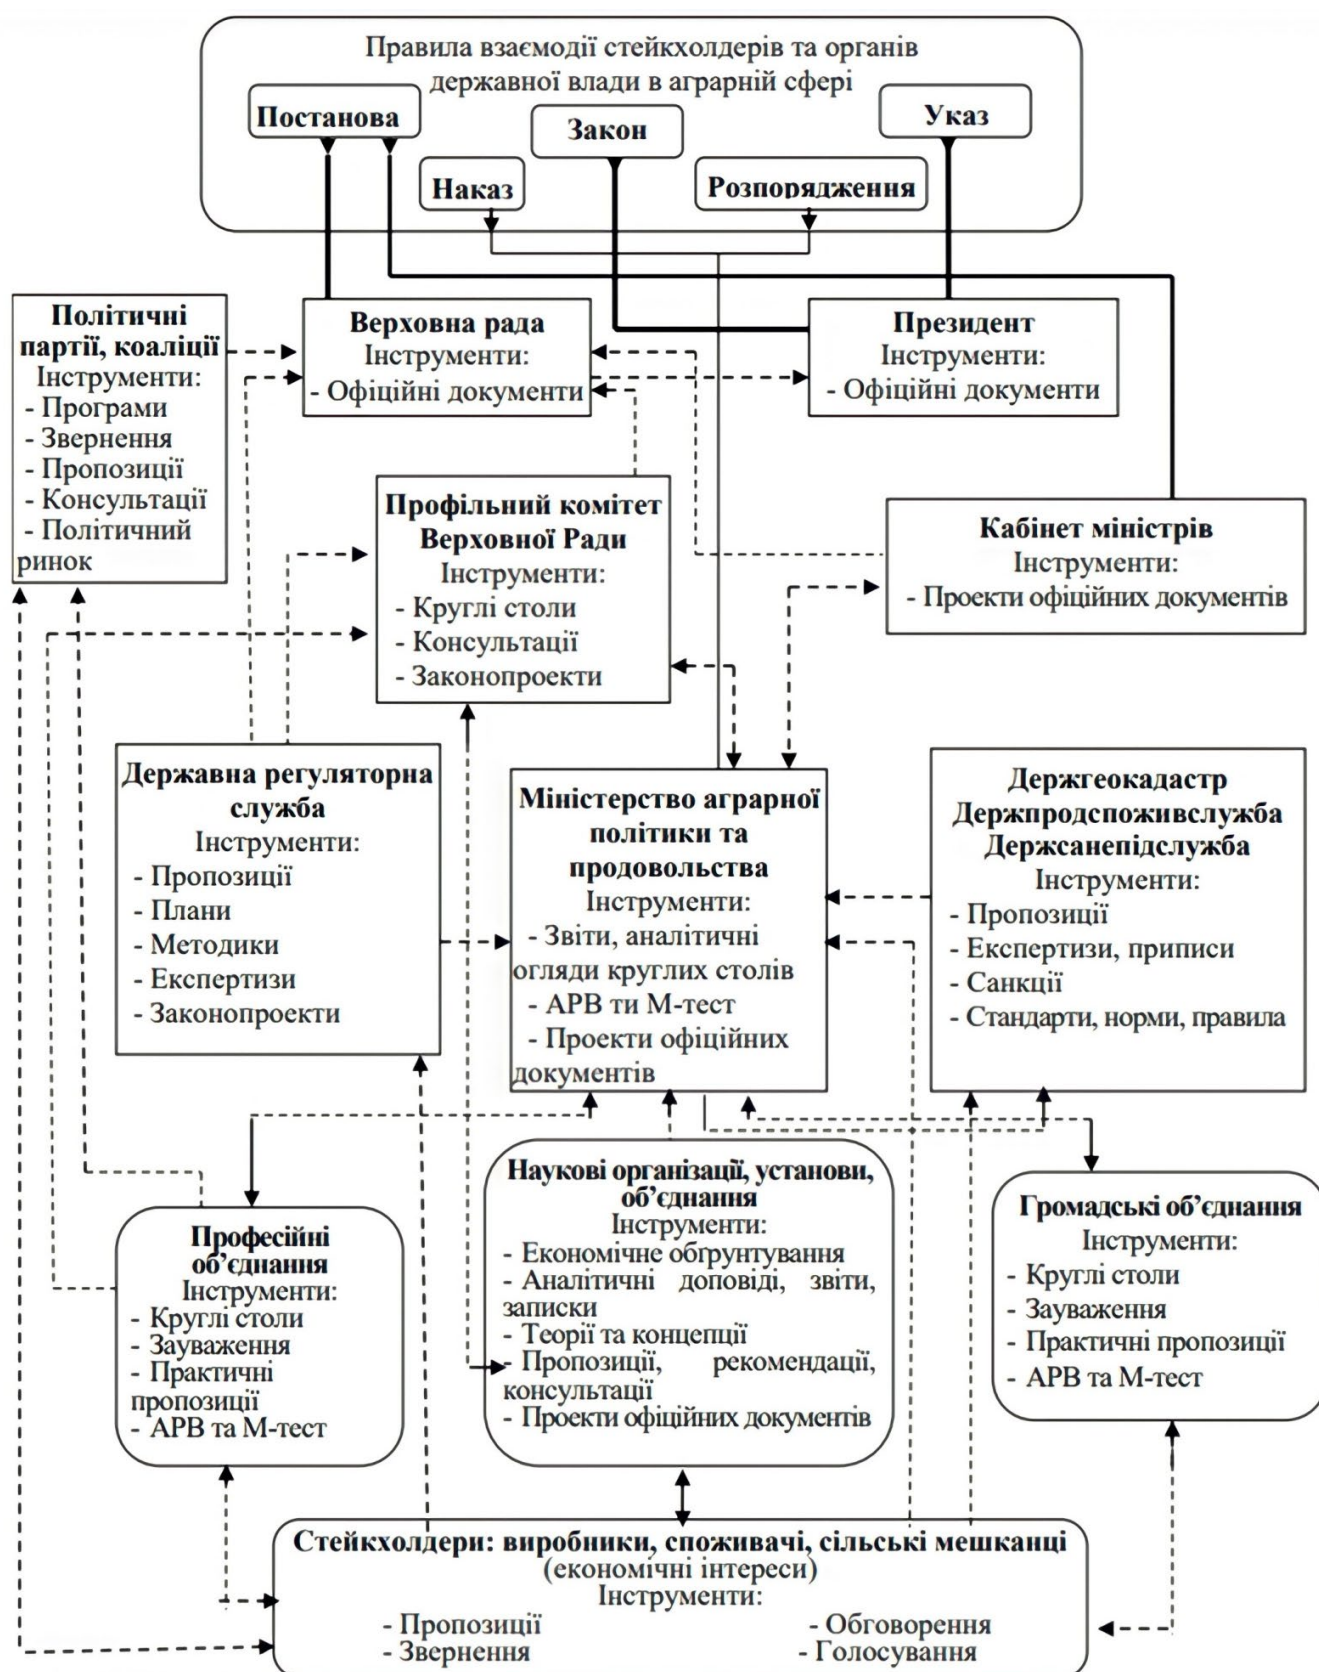 Правила взаємодії стейкхолдерів та органів
державної влади в аграрній сфері
Постанова
Закон
Указ
Наказ
Розпорядження
Політичні
партії, коаліції
Інструменти:
- Програми
- Звернення
- Пропозиції
- Консультації
- Політичний
ринок
Верховна рада
Інструменти:
- Офіційні документи
Президент
Інструменти:
- Офіційні документи
Профільний комітет
Верховної Ради
Інструменти:
- Круглі столи
- Консультації
- Законопроекти
Кабінет міністрів
Інструменти:
- Проекти офіційних документів
Державна регуляторна
служба
Інструменти:
- Пропозиції
- Плани
- Методики
- Експертизи
- Законопроекти
Міністерство аграрної
політики та
продовольства
Інструменти:
- Звіти, аналітичні
огляди круглих столів
- АРВ ти М-тест
- Проекти офіційних
документів
Держгеокадастр
Держпродспоживслужба
Держсанепідслужба
Інструменти:
- Пропозиції
- Експертизи, приписи
- Санкції
- Стандарти, норми, правила
Професійні
об’єднання
Інструменти:
- Круглі столи
- Зауваження
- Практичні
пропозиції
- АРВ та М-тест
Наукові організації, установи,
об’єднання
Інструменти:
- Економічне обґрунтування
- Аналітичні доповіді, звіти,
записки
- Теорії та концепції
- Пропозиції, рекомендації,
консультації
- Проекти офіційних документів
Громадські об’єднання
Інструменти:
- Круглі столи
- Зауваження
- Практичні пропозиції
- АРВ та М-тест
Стейкхолдери: виробники, споживачі, сільські мешканці
(економічні інтереси)
Інструменти:
- Пропозиції
- Звернення
- Обговорення
- Голосування